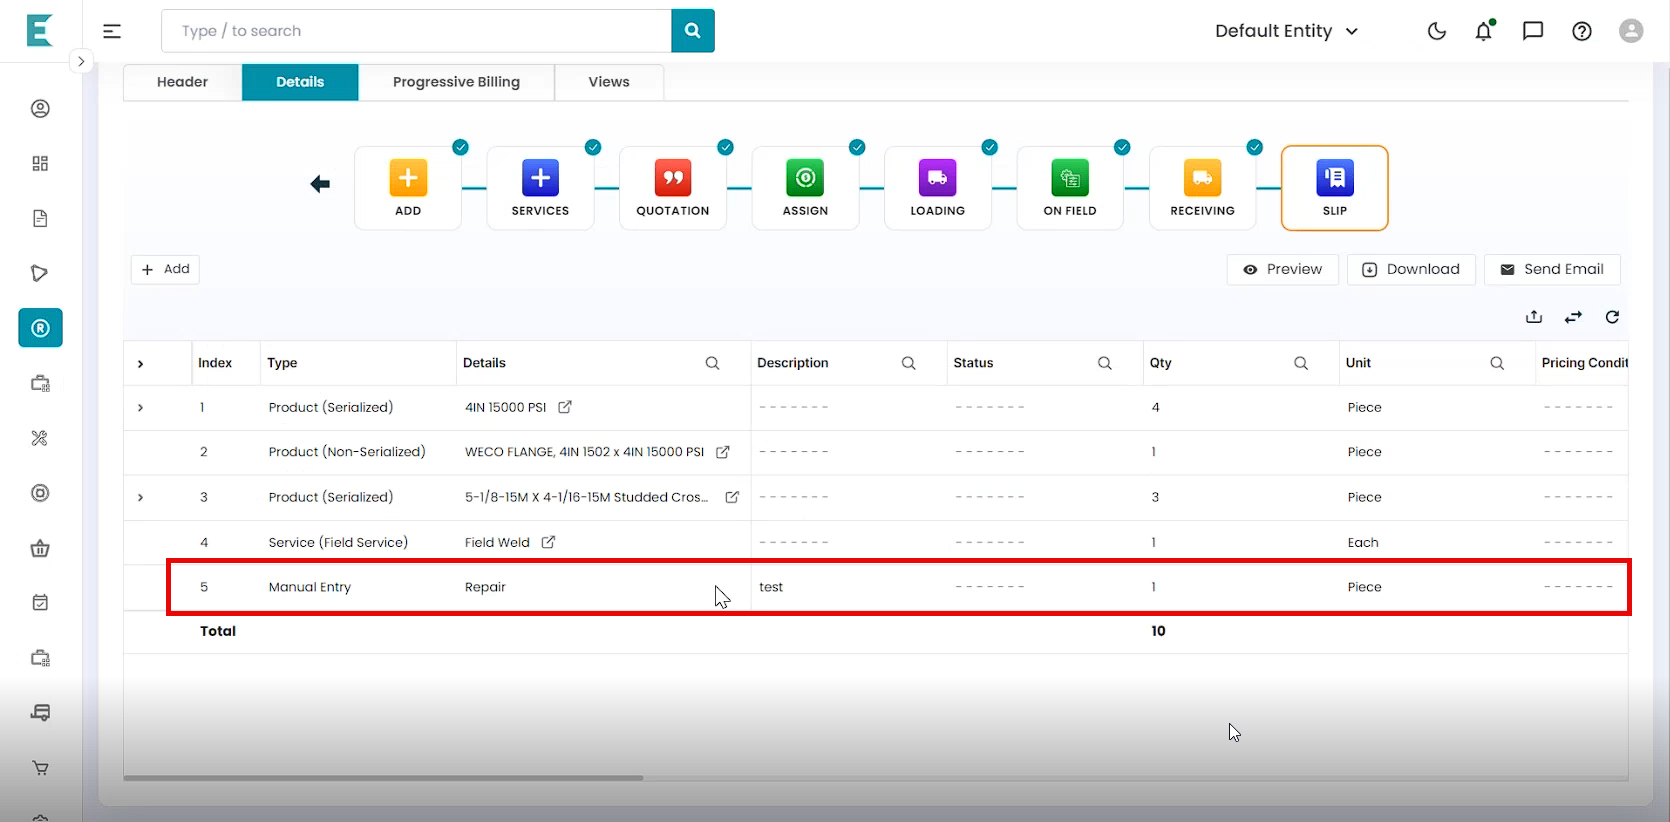 E
Type / to search
Default Entity
Header Details Progressive Billing Views
ADD SERVICES QUOTATION ASSIGN LOADING ON FIELD RECEIVING SLIP
+ Add Preview Download Send Email
R
Index Type Details Description Status Qty Unit Pricing Condit
1 Product (Serialized) 4IN 15000 PSI ------- ------- 4 Piece -------
2 Product (Non-Serialized) WECO FLANGE, 4IN 1502 x 4IN 15000 PSI ------- ------- 1 Piece -------
3 Product (Serialized) 5-1/8-15M X 4-1/16-15M Studded Cros... ------- ------- 3 Piece -------
4 Service (Field Service) Field Weld ------- ------- 1 Each -------
5 Manual Entry Repair test ------- 1 Piece -------
Total 10